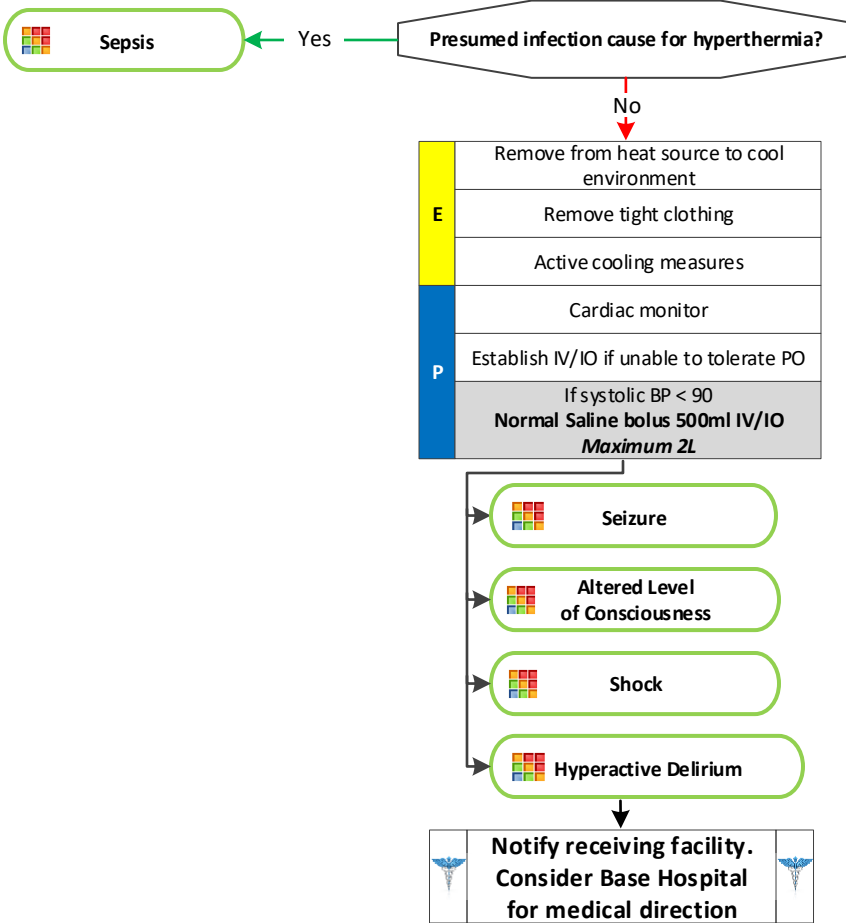 Presumed infection cause for hyperthermia?
Yes
Sepsis
No
E
Remove from heat source to cool
environment
Remove tight clothing
Active cooling measures
P
Cardiac monitor
Establish IV/IO if unable to tolerate PO
If systolic BP < 90
Normal Saline bolus 500ml IV/IO
Maximum 2L
Seizure
Altered Level
of Consciousness
Shock
Hyperactive Delirium
Notify receiving facility.
Consider Base Hospital
for medical direction